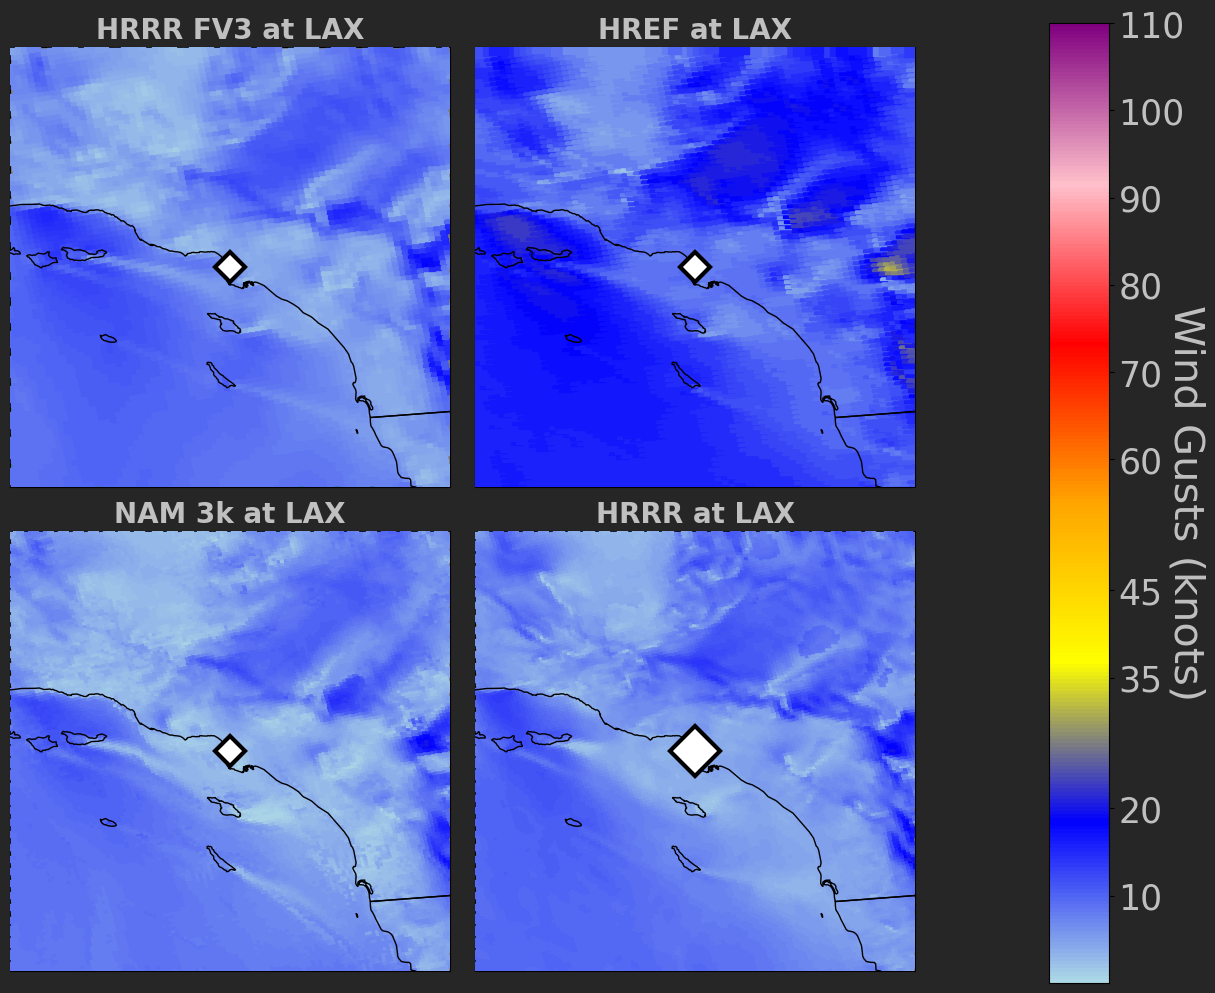 HRRR FV3 at LAX
HREF at LAX
NAM 3k at LAX
HRRR at LAX
110
100
90
80
70
60
45
35
20
10
Wind Gusts (knots)